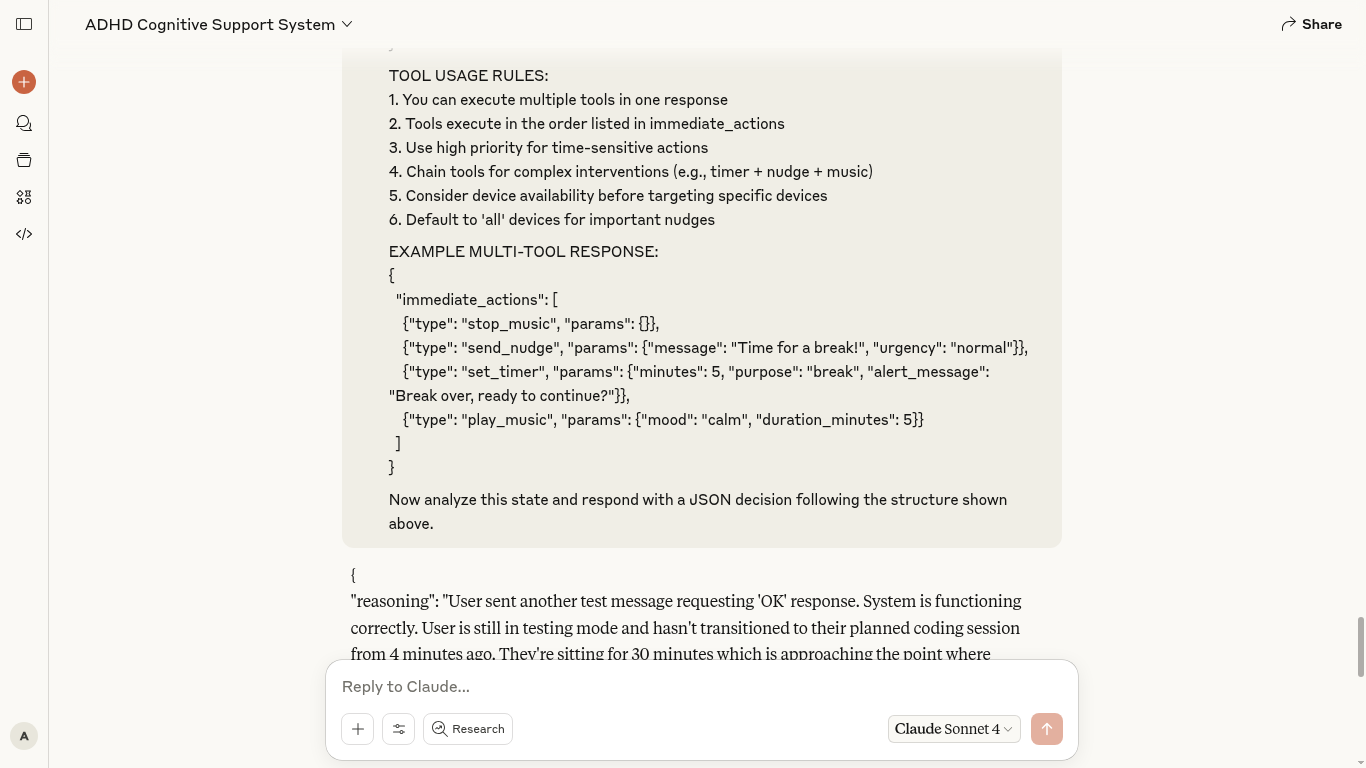 ADHD Cognitive Support System
Share
TOOL USAGE RULES:
1. You can execute multiple tools in one response
2. Tools execute in the order listed in immediate_actions
3. Use high priority for time-sensitive actions
4. Chain tools for complex interventions (e.g., timer + nudge + music)
5. Consider device availability before targeting specific devices
6. Default to 'all' devices for important nudges
EXAMPLE MULTI-TOOL RESPONSE:
{
"immediate_actions": [
{"type": "stop_music", "params": {}},
{"type": "send_nudge", "params": {"message": "Time for a break!", "urgency": "normal"}},
{"type": "set_timer", "params": {"minutes": 5, "purpose": "break", "alert_message":
"Break over, ready to continue?"}},
{"type": "play_music", "params": {"mood": "calm", "duration_minutes": 5}}
]
}
Now analyze this state and respond with a JSON decision following the structure shown
above.
{
"reasoning": "User sent another test message requesting 'OK' response. System is functioning
correctly. User is still in testing mode and hasn't transitioned to their planned coding session
from 4 minutes ago. They're sitting for 30 minutes which is approaching the point where
Reply to Claude...
Research
Claude Sonnet 4
A